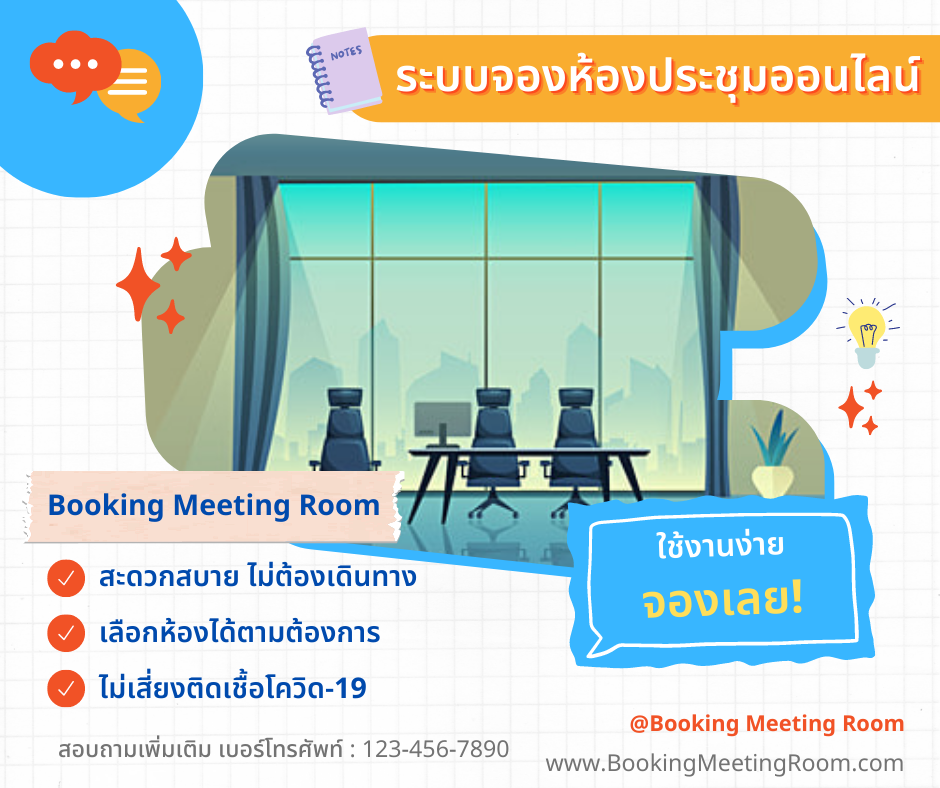 NOTES
ระบบจองห้องประชุมออนไลน์
Booking Meeting Room
สะดวกสบาย ไม่ต้องเดินทาง
เลือกห้องได้ตามต้องการ
ไม่เสี่ยงติดเชื้อโควิด-19
ใช้งานง่าย
จองเลย!
สอบถามเพิ่มเติม เบอร์โทรศัพท์ : 123-456-7890
@Booking Meeting Room
www.BookingMeetingRoom.com